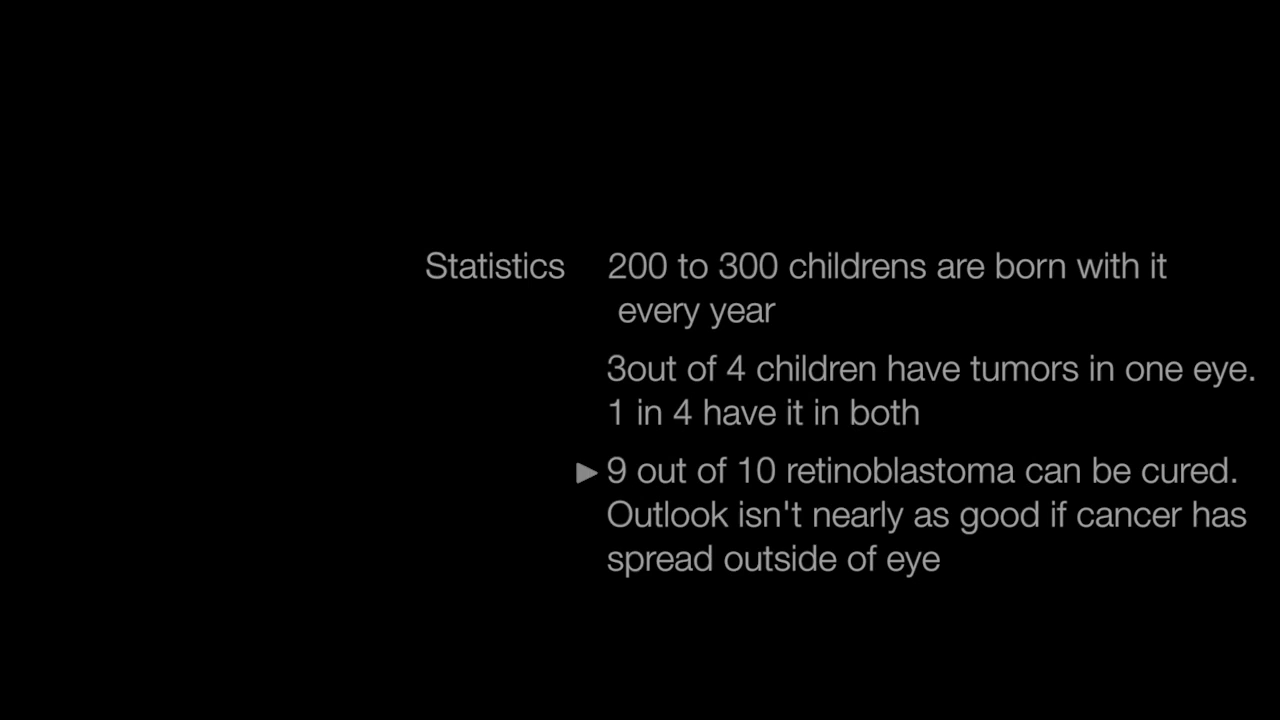 Statistics 200 to 300 childrens are born with it
every year
3out of 4 children have tumors in one eye.
1 in 4 have it in both
►9 out of 10 retinoblastoma can be cured.
Outlook isn't nearly as good if cancer has
spread outside of eye